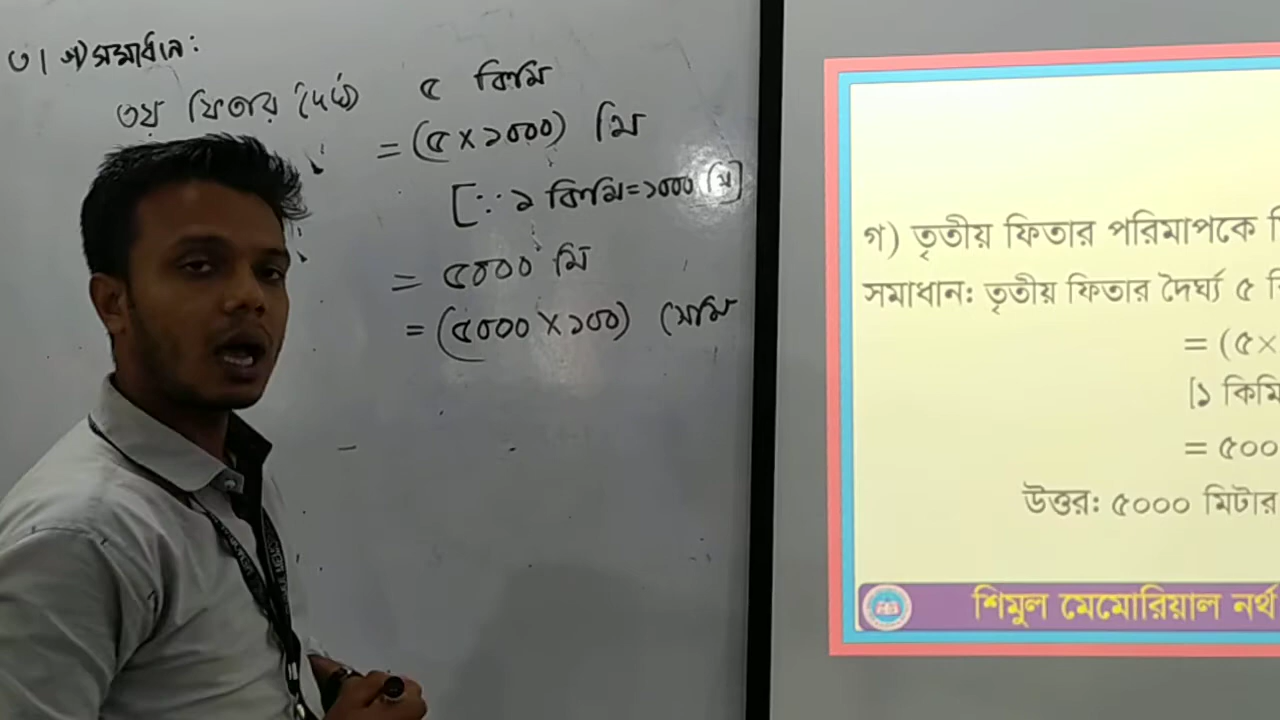 ৩। গ) সমাধান:
৩য় ফিতার দৈর্ঘ্য ৫ কিমি
= (৫ × ১০০০) মি
[∵ ১ কিমি = ১০০০ মি]
= ৫০০০ মি
= (৫০০০ × ১০০) সেমি
গ) তৃতীয় ফিতার পরিমাপকে
সমাধান: তৃতীয় ফিতার দৈর্ঘ্য ৫
= (৫×
[১ কিমি
= ৫০০
উত্তর: ৫০০০ মিটার
শিমুল মেমোরিয়াল নর্থ